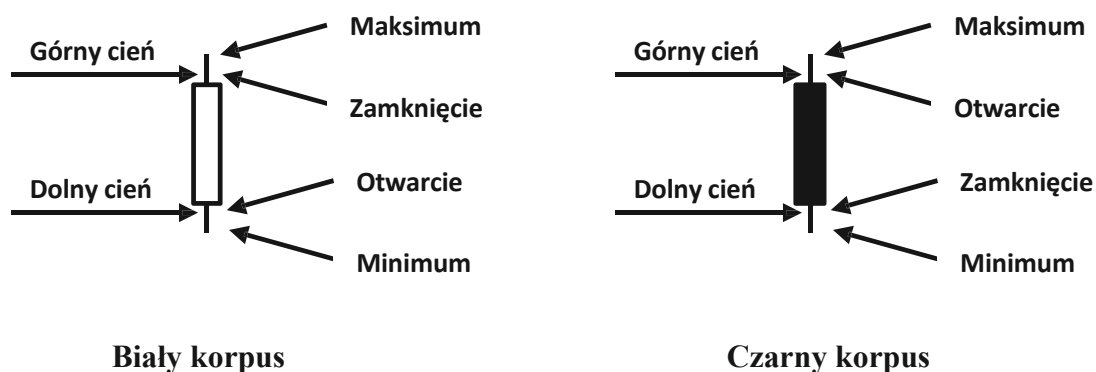 Maksimum
Górny cień
Zamknięcie
Otwarcie
Dolny cień
Minimum
Biały korpus
Maksimum
Górny cień
Otwarcie
Zamknięcie
Dolny cień
Minimum
Czarny korpus